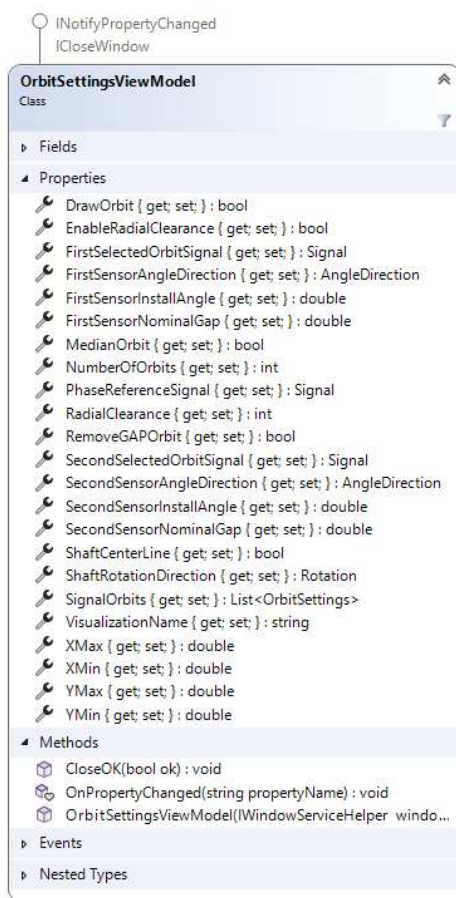 INotifyPropertyChanged
ICloseWindow
OrbitSettingsViewModel
Class
Fields
Properties
DrawOrbit { get; set; } : bool
EnableRadialClearance { get; set; } : bool
FirstSelectedOrbitSignal { get; set; } : Signal
FirstSensorAngleDirection { get; set; } : AngleDirection
FirstSensorInstallAngle { get; set; } : double
FirstSensorNominalGap { get; set; } : double
MedianOrbit { get; set; } : bool
NumberOfOrbits { get; set; } : int
PhaseReferenceSignal { get; set; } : Signal
RadialClearance { get; set; } : int
RemoveGAPOrbit { get; set; } : bool
SecondSelectedOrbitSignal { get; set; } : Signal
SecondSensorAngleDirection { get; set; } : AngleDirection
SecondSensorInstallAngle { get; set; } : double
SecondSensorNominalGap { get; set; } : double
ShaftCenterLine { get; set; } : bool
ShaftRotationDirection { get; set; } : Rotation
SignalOrbits { get; set; } : List<OrbitSettings>
VisualizationName { get; set; } : string
XMax { get; set; } : double
XMin { get; set; } : double
YMax { get; set; } : double
YMin { get; set; } : double
Methods
CloseOK(bool ok) : void
OnPropertyChanged(string propertyName) : void
OrbitSettingsViewModel(IWindowServiceHelper windo...
Events
Nested Types